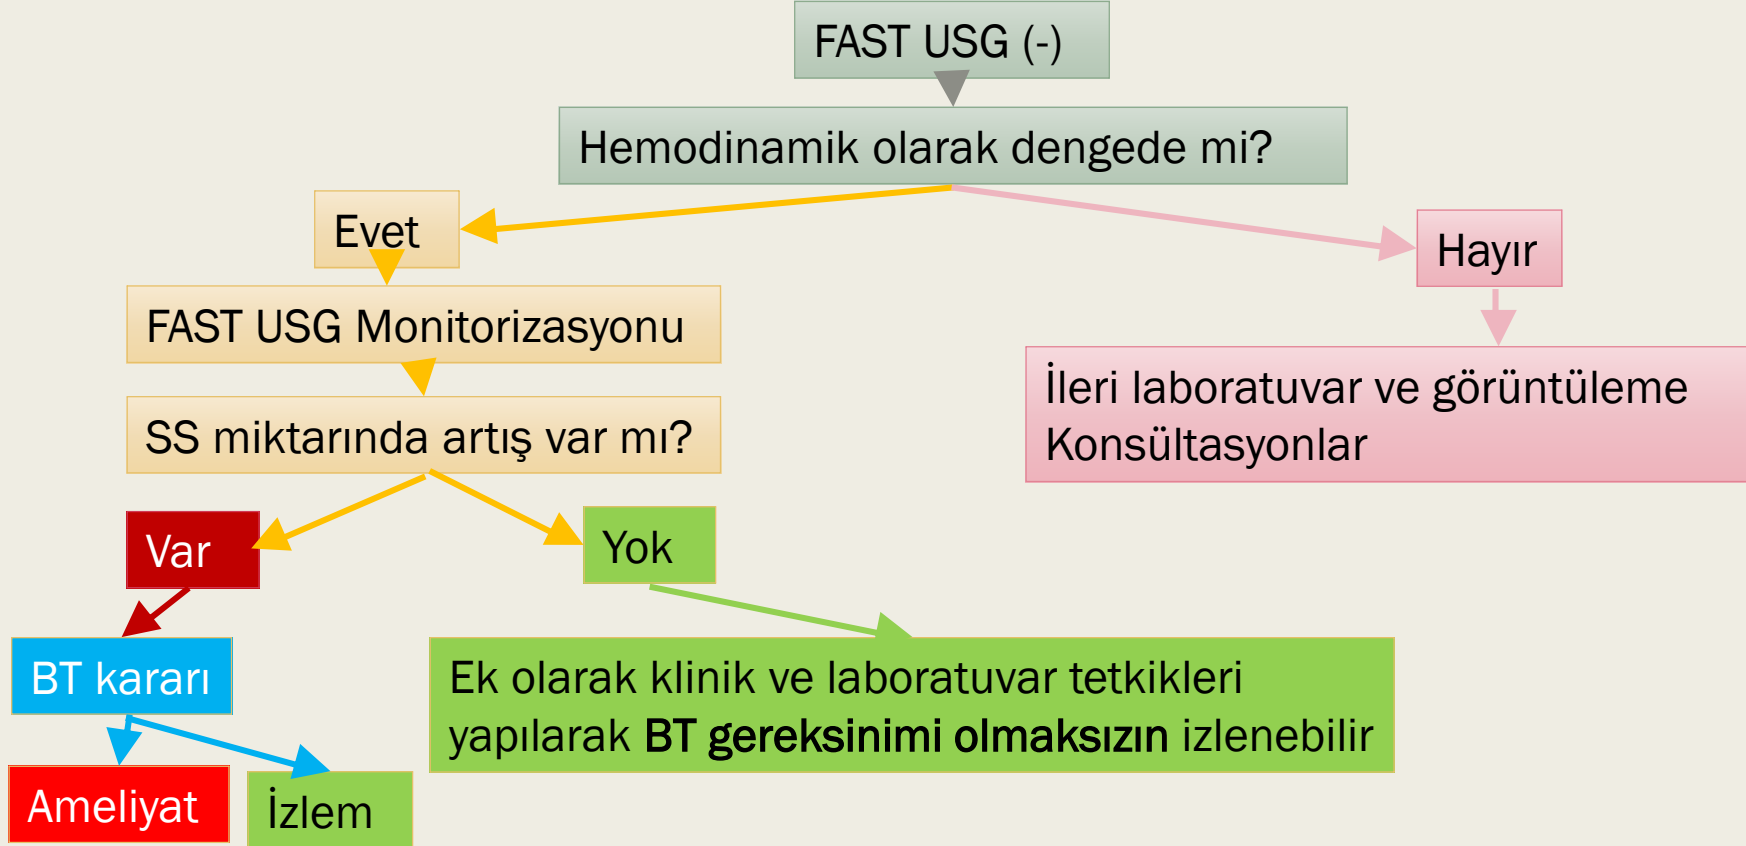 FAST USG (-)
Hemodinamik olarak dengede mi?
Evet
Hayır
FAST USG Monitorizasyonu
İleri laboratuvar ve görüntüleme
Konsültasyonlar
SS miktarında artış var mı?
Var
Yok
BT kararı
Ek olarak klinik ve laboratuvar tetkikleri
yapılarak BT gereksinimi olmaksızın izlenebilir
Ameliyat
İzlem